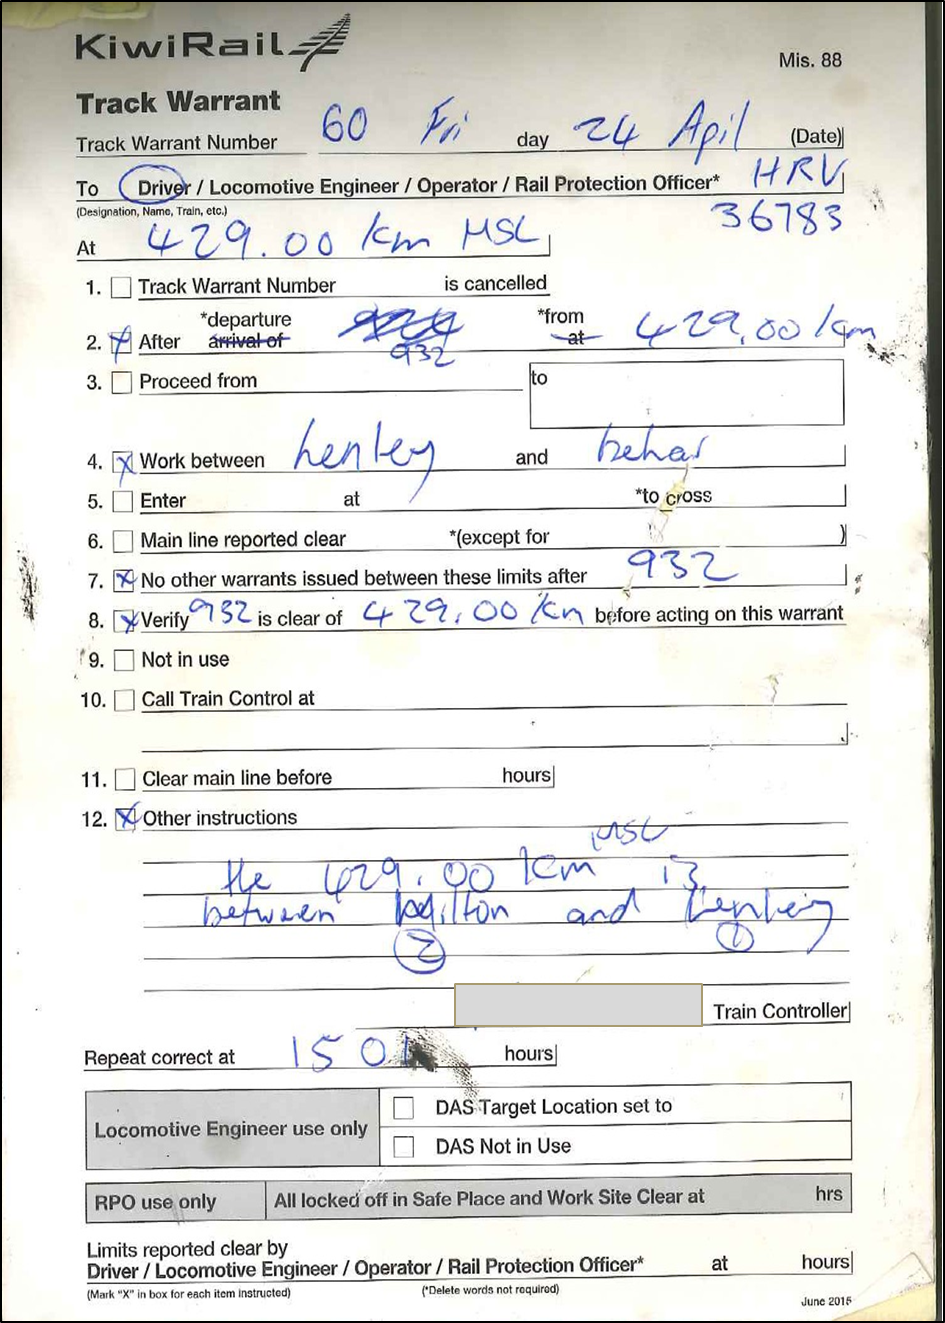 KiwiRail
Mis. 88
Track Warrant
Track Warrant Number 60 Fri day 24 April (Date)
To Driver / Locomotive Engineer / Operator / Rail Protection Officer* HRV
(Designation, Name, Train, etc.) 36783
At 429.00 km MSL
1. Track Warrant Number is cancelled
*departure *from
2. X After arrival of at 429.00 km
932
3. Proceed from to
4. X Work between henley and
5. Enter at *to cross
6. Main line reported clear *(except for )
7. X No other warrants issued between these limits after 932
8. X Verify 932 is clear of 429.00 km before acting on this warrant
9. Not in use
10. Call Train Control at
11. Clear main line before hours
12. X Other instructions
MSL
the 429.00 km is
between Milton and henley
2 1
Train Controller
Repeat correct at 1501 hours
Locomotive Engineer use only
DAS Target Location set to
DAS Not in Use
RPO use only All locked off in Safe Place and Work Site Clear at hrs
Limits reported clear by
Driver / Locomotive Engineer / Operator / Rail Protection Officer* at hours
(Mark "X" in box for each item instructed) (*Delete words not required)
June 2015